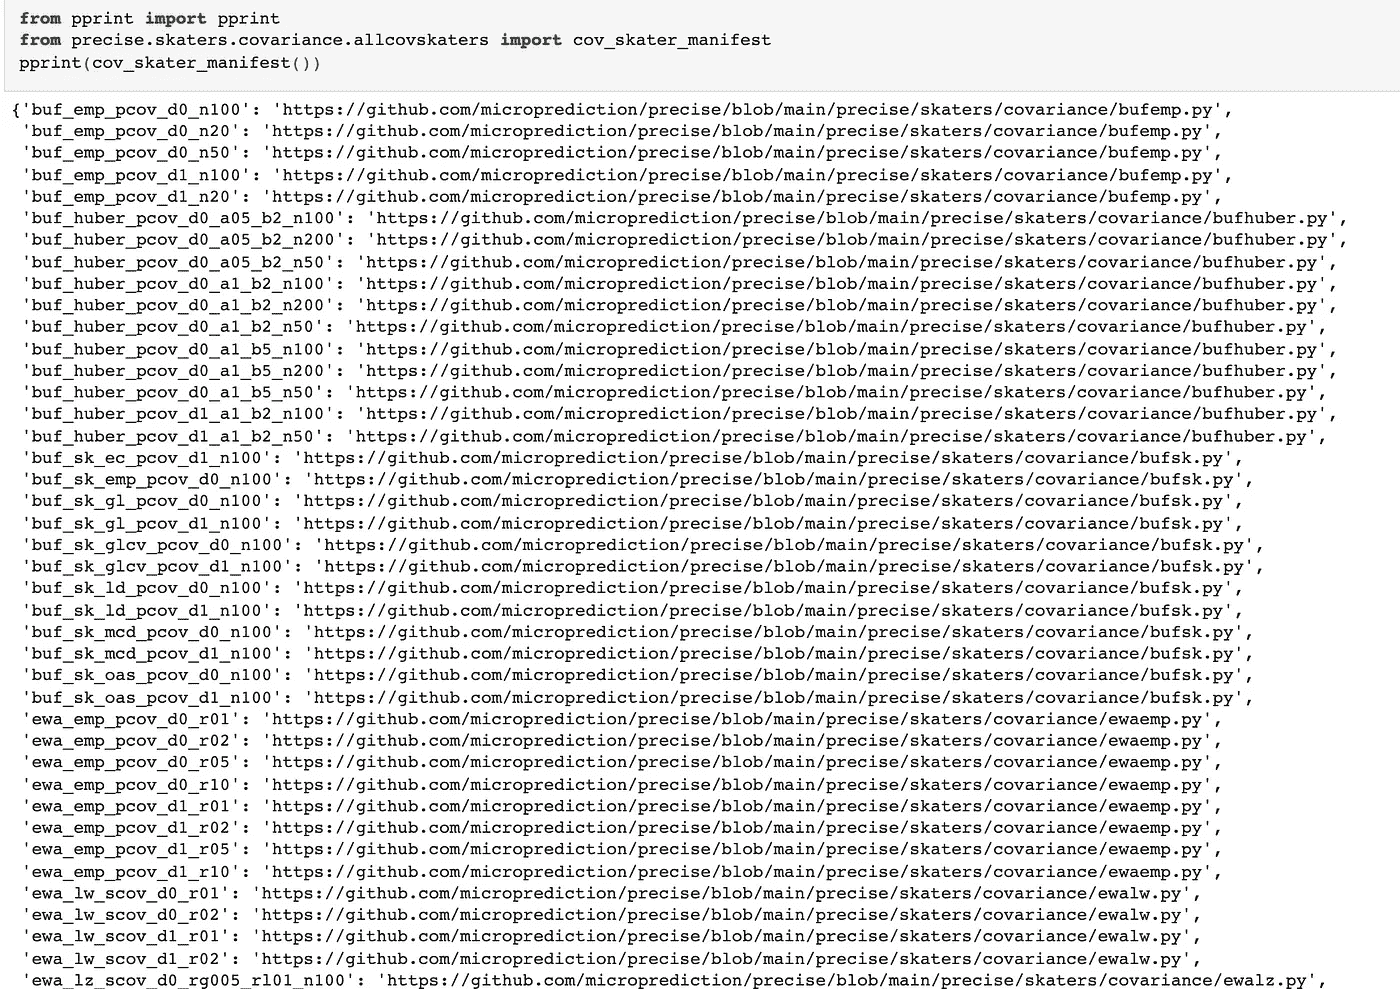 from pprint import pprint
from precise.skaters.covariance.allcovskaters import cov_skater_manifest
pprint(cov_skater_manifest())
{'buf_emp_pcov_d0_n100': 'https://github.com/microprediction/precise/blob/main/precise/skaters/covariance/bufemp.py',
'buf_emp_pcov_d0_n20': 'https://github.com/microprediction/precise/blob/main/precise/skaters/covariance/bufemp.py',
'buf_emp_pcov_d0_n50': 'https://github.com/microprediction/precise/blob/main/precise/skaters/covariance/bufemp.py',
'buf_emp_pcov_d1_n100': 'https://github.com/microprediction/precise/blob/main/precise/skaters/covariance/bufemp.py',
'buf_emp_pcov_d1_n20': 'https://github.com/microprediction/precise/blob/main/precise/skaters/covariance/bufemp.py',
'buf_huber_pcov_d0_a05_b2_n100': 'https://github.com/microprediction/precise/blob/main/precise/skaters/covariance/bufhuber.py',
'buf_huber_pcov_d0_a05_b2_n200': 'https://github.com/microprediction/precise/blob/main/precise/skaters/covariance/bufhuber.py',
'buf_huber_pcov_d0_a05_b2_n50': 'https://github.com/microprediction/precise/blob/main/precise/skaters/covariance/bufhuber.py',
'buf_huber_pcov_d0_a1_b2_n100': 'https://github.com/microprediction/precise/blob/main/precise/skaters/covariance/bufhuber.py',
'buf_huber_pcov_d0_a1_b2_n200': 'https://github.com/microprediction/precise/blob/main/precise/skaters/covariance/bufhuber.py',
'buf_huber_pcov_d0_a1_b2_n50': 'https://github.com/microprediction/precise/blob/main/precise/skaters/covariance/bufhuber.py',
'buf_huber_pcov_d0_a1_b5_n100': 'https://github.com/microprediction/precise/blob/main/precise/skaters/covariance/bufhuber.py',
'buf_huber_pcov_d0_a1_b5_n200': 'https://github.com/microprediction/precise/blob/main/precise/skaters/covariance/bufhuber.py',
'buf_huber_pcov_d0_a1_b5_n50': 'https://github.com/microprediction/precise/blob/main/precise/skaters/covariance/bufhuber.py',
'buf_huber_pcov_d1_a1_b2_n100': 'https://github.com/microprediction/precise/blob/main/precise/skaters/covariance/bufhuber.py',
'buf_huber_pcov_d1_a1_b2_n50': 'https://github.com/microprediction/precise/blob/main/precise/skaters/covariance/bufhuber.py',
'buf_sk_ec_pcov_d1_n100': 'https://github.com/microprediction/precise/blob/main/precise/skaters/covariance/bufsk.py',
'buf_sk_emp_pcov_d0_n100': 'https://github.com/microprediction/precise/blob/main/precise/skaters/covariance/bufsk.py',
'buf_sk_gl_pcov_d0_n100': 'https://github.com/microprediction/precise/blob/main/precise/skaters/covariance/bufsk.py',
'buf_sk_gl_pcov_d1_n100': 'https://github.com/microprediction/precise/blob/main/precise/skaters/covariance/bufsk.py',
'buf_sk_glcv_pcov_d0_n100': 'https://github.com/microprediction/precise/blob/main/precise/skaters/covariance/bufsk.py',
'buf_sk_glcv_pcov_d1_n100': 'https://github.com/microprediction/precise/blob/main/precise/skaters/covariance/bufsk.py',
'buf_sk_ld_pcov_d0_n100': 'https://github.com/microprediction/precise/blob/main/precise/skaters/covariance/bufsk.py',
'buf_sk_ld_pcov_d1_n100': 'https://github.com/microprediction/precise/blob/main/precise/skaters/covariance/bufsk.py',
'buf_sk_mcd_pcov_d0_n100': 'https://github.com/microprediction/precise/blob/main/precise/skaters/covariance/bufsk.py',
'buf_sk_mcd_pcov_d1_n100': 'https://github.com/microprediction/precise/blob/main/precise/skaters/covariance/bufsk.py',
'buf_sk_oas_pcov_d0_n100': 'https://github.com/microprediction/precise/blob/main/precise/skaters/covariance/bufsk.py',
'buf_sk_oas_pcov_d1_n100': 'https://github.com/microprediction/precise/blob/main/precise/skaters/covariance/bufsk.py',
'ewa_emp_pcov_d0_r01': 'https://github.com/microprediction/precise/blob/main/precise/skaters/covariance/ewaemp.py',
'ewa_emp_pcov_d0_r02': 'https://github.com/microprediction/precise/blob/main/precise/skaters/covariance/ewaemp.py',
'ewa_emp_pcov_d0_r05': 'https://github.com/microprediction/precise/blob/main/precise/skaters/covariance/ewaemp.py',
'ewa_emp_pcov_d0_r10': 'https://github.com/microprediction/precise/blob/main/precise/skaters/covariance/ewaemp.py',
'ewa_emp_pcov_d1_r01': 'https://github.com/microprediction/precise/blob/main/precise/skaters/covariance/ewaemp.py',
'ewa_emp_pcov_d1_r02': 'https://github.com/microprediction/precise/blob/main/precise/skaters/covariance/ewaemp.py',
'ewa_emp_pcov_d1_r05': 'https://github.com/microprediction/precise/blob/main/precise/skaters/covariance/ewaemp.py',
'ewa_emp_pcov_d1_r10': 'https://github.com/microprediction/precise/blob/main/precise/skaters/covariance/ewaemp.py',
'ewa_lw_scov_d0_r01': 'https://github.com/microprediction/precise/blob/main/precise/skaters/covariance/ewalw.py',
'ewa_lw_scov_d0_r02': 'https://github.com/microprediction/precise/blob/main/precise/skaters/covariance/ewalw.py',
'ewa_lw_scov_d1_r01': 'https://github.com/microprediction/precise/blob/main/precise/skaters/covariance/ewalw.py',
'ewa_lw_scov_d1_r02': 'https://github.com/microprediction/precise/blob/main/precise/skaters/covariance/ewalw.py',
'ewa_lz_scov_d0_rg005_rl01_n100': 'https://github.com/microprediction/precise/blob/main/precise/skaters/covariance/ewalz.py',